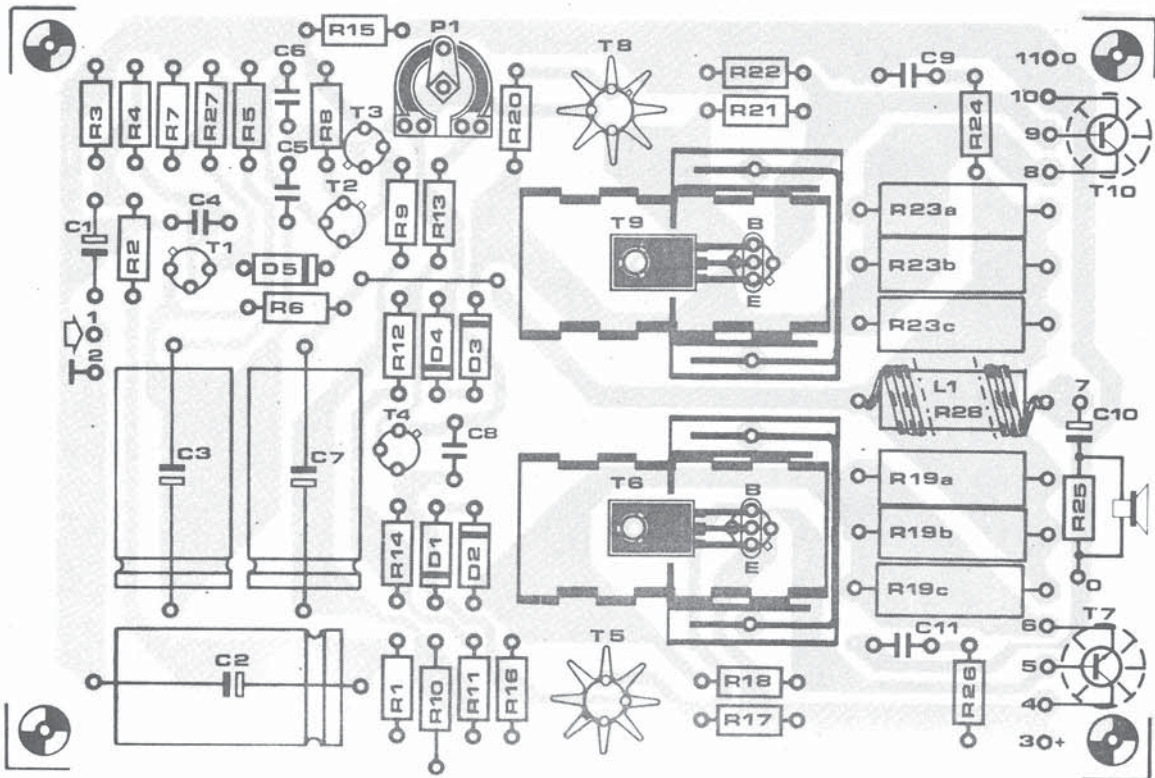 R15
P1
T8
C6
C9
11 0
R22
R3
R4
R7
R27
R5
R8
T3
R20
R21
R24
10
9
8
T10
C5
T2
C4
C1
R2
T1
R9
R13
T9
B
E
R23a
R23b
R23c
D5
R6
1
2
R12
D4
D3
L1
R28
7
C10
T4
C8
C3
C7
T6
B
E
R19a
R19b
R19c
R25
0
R14
D1
D2
T7
6
5
4
C11
T5
C2
R1
R10
R11
R16
R18
R17
R26
3 +